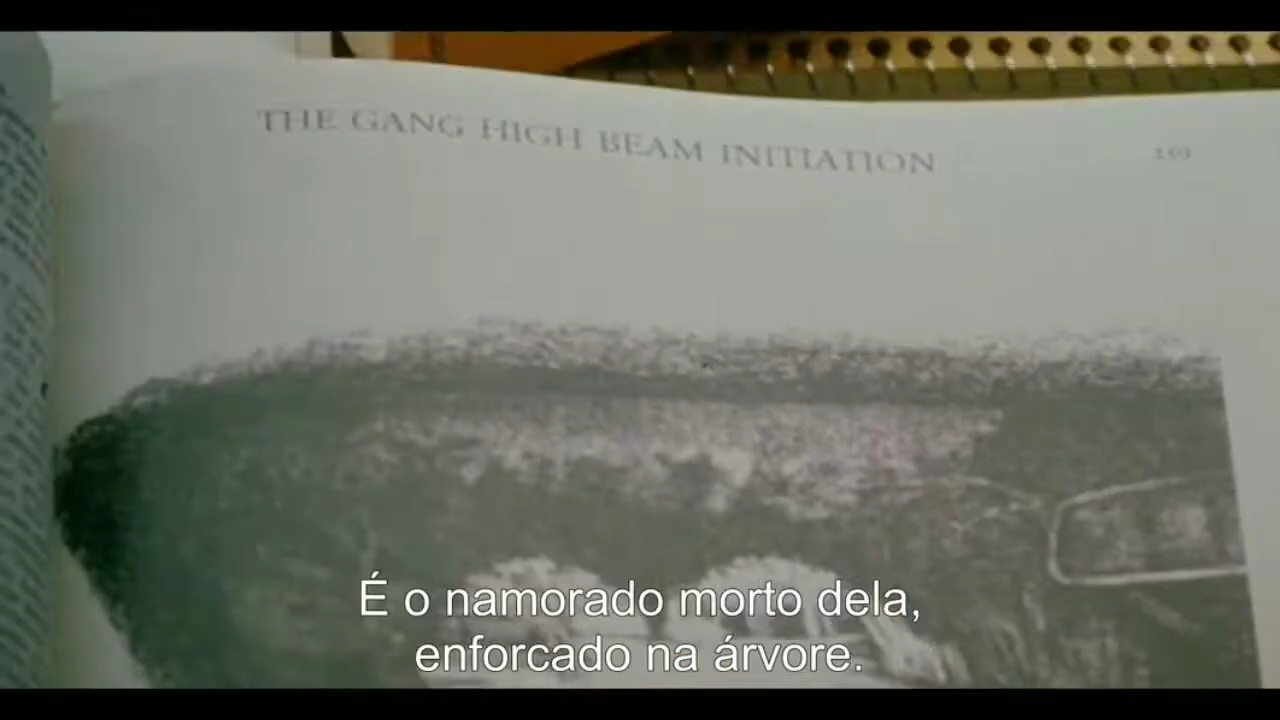 THE GANG HIGH BEAM INITIATION
É o namorado morto dela,
enforcado na árvore.